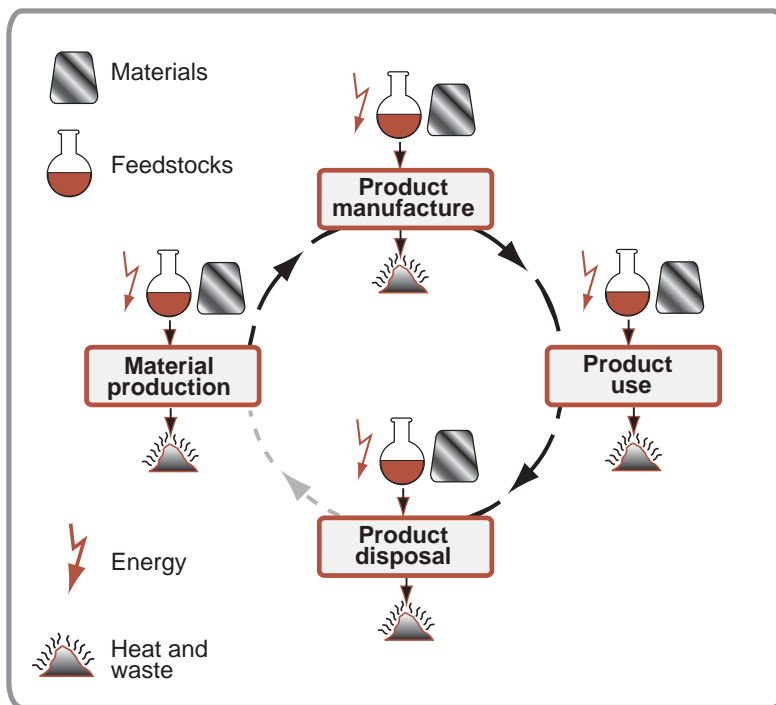 Materials
Feedstocks
Product
manufacture
Material
production
Product
use
Product
disposal
Energy
Heat and
waste